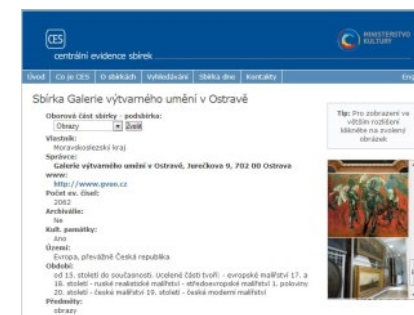 CES
centrální evidence sbírek
MINISTERSTVO
KULTURY
Úvod Co je CES O sbírkách Vyhledávání Sbírka dne Kontakty Eng
Sbírka Galerie výtvarného umění v Ostravě
Oborová část sbírky - podsbírka:
Obrazy Zvolit
Vlastník:
Moravskoslezský kraj
Správce:
Galerie výtvarného umění v Ostravě, Jurečkova 9, 702 00 Ostrava
www:
http://www.gvuo.cz
Počet ev. čísel:
2062
Archiválie:
Ne
Kult. památky:
Ano
Území:
Evropa, převážně Česká republika
Období:
od 15. století do současnosti. Ucelené části tvoří - evropské malířství 17. a
18. století - ruské realistické malířství - středoevropské malířství 1. poloviny
20. století - české malířství 19. století - české moderní malířství
Předměty:
obrazy
Tip: Pro zobrazení ve
větším rozlišení
klikněte na zvolený
obrázek